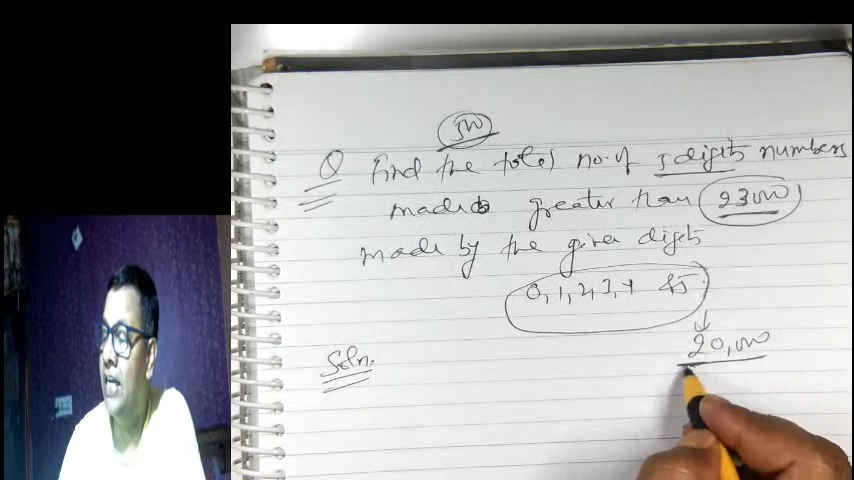 Q Find the total no. of 5 digits numbers
made greater than 23000
made by the given digits
0, 1, 2, 3, 4 & 5
20,000
Soln.